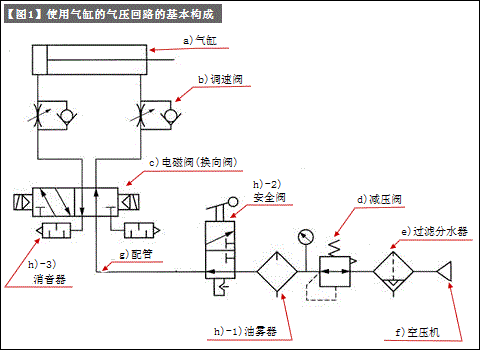 【图1】使用气缸的气压回路的基本构成
a)气缸
b)调速阀
c)电磁阀(换向阀)
h)-2)
安全阀
d)减压阀
e)过滤分水器
h)-3)
消音器
g)配管
h)-1)油雾器
f)空压机